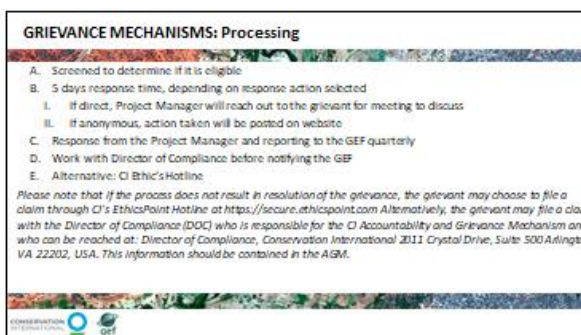 GRIEVANCE MECHANISMS: Processing
A. Screened to determine if it is eligible
B. 5 days response time, depending on response action selected
I. If direct, Project Manager will reach out to the grievant for meeting to discuss
II. If anonymous, action taken will be posted on website
C. Response from the Project Manager and reporting to the GEF quarterly
D. Work with Director of Compliance before notifying the GEF
E. Alternative: CI Ethic's Hotline
Please note that if the process does not result in resolution of the grievance, the grievant may choose to file a
claim through CI's EthicsPoint Hotline at https://secure.ethicspoint.com Alternatively, the grievant may file a
with the Director of Compliance (DOC) who is responsible for the CI Accountability and Grievance Mechanism
who can be reached at: Director of Compliance, Conservation International 2011 Crystal Drive, Suite 500
VA 22202, USA. This information should be contained in the AGM.
CONSERVATION
INTERNATIONAL
gef